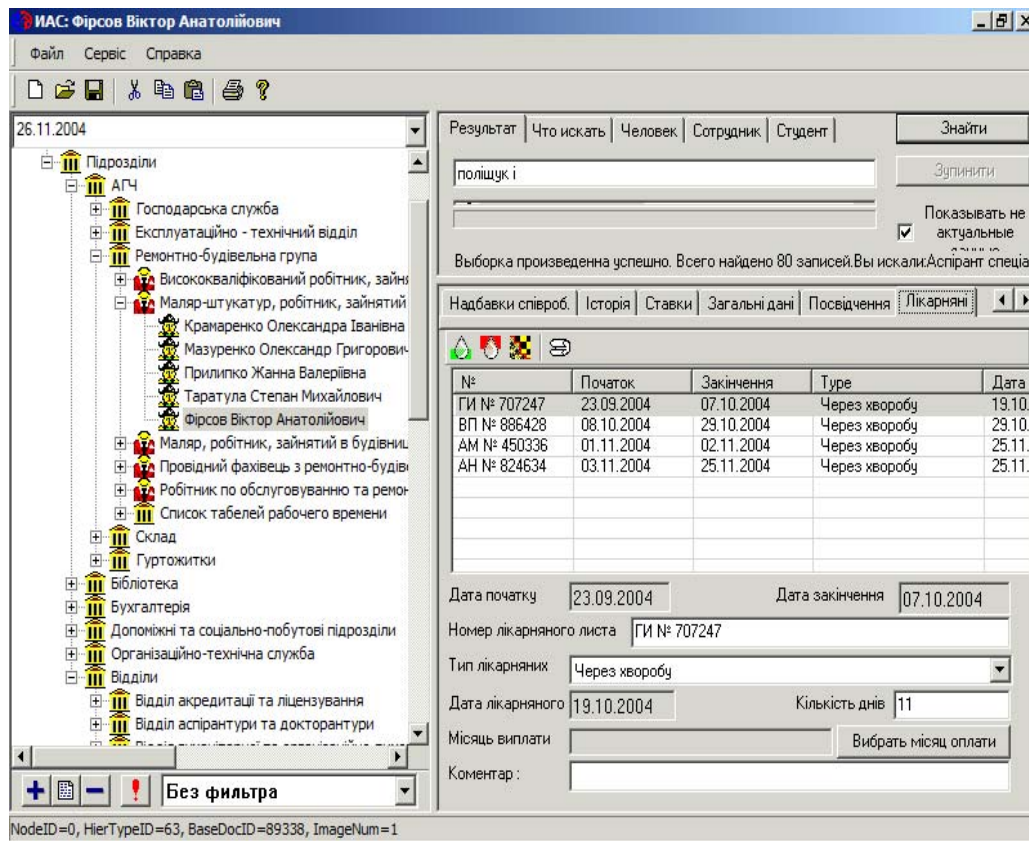 ИАС: Фірсов Віктор Анатолійович
Файл Сервіс Справка
26.11.2004
Підрозділи
АГЧ
Господарська служба
Експлуатаційно - технічний відділ
Ремонтно-будівельна група
Висококваліфікований робітник, зайня
Маляр-штукатур, робітник, зайнятий
Крамаренко Олександра Іванівна
Мазуренко Олександр Григорович
Прилипко Жанна Валеріївна
Таратула Степан Михайлович
Фірсов Віктор Анатолійович
Маляр, робітник, зайнятий в будівниц
Провідний фахівець з ремонтно-будів
Робітник по обслуговуванню та ремон
Список табелей рабочего времени
Склад
Гуртожитки
Бібліотека
Бухгалтерія
Допоміжні та соціально-побутові підрозділи
Організаційно-технічна служба
Відділи
Відділ акредитації та ліцензування
Відділ аспірантури та докторантури
Без фильтра
Результат Что искать Человек Сотрудник Студент Знайти
поліщук і Зупинити
Показывать не
актуальные
Выборка произведенна успешно. Всего найдено 80 записей.Вы искали:Аспірант спеціа
Надбавки співроб. Історія Ставки Загальні дані Посвідчення Лікарняні
№ Початок Закінчення Type Дата
ГИ № 707247 23.09.2004 07.10.2004 Через хворобу 19.10.
ВП № 886428 08.10.2004 29.10.2004 Через хворобу 29.10.
АМ № 450336 01.11.2004 02.11.2004 Через хворобу 25.11.
АН № 824634 03.11.2004 25.11.2004 Через хворобу 25.11.
Дата початку 23.09.2004 Дата закінчення 07.10.2004
Номер лікарняного листа ГИ № 707247
Тип лікарняних Через хворобу
Дата лікарняного 19.10.2004 Кількість днів 11
Місяць виплати Вибрать місяц оплати
Коментар :
NodeID=0, HierTypeID=63, BaseDocID=89338, ImageNum=1